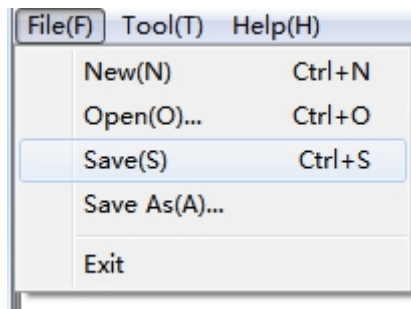 File(F) Tool(T) Help(H)
New(N) Ctrl+N
Open(O)... Ctrl+O
Save(S) Ctrl+S
Save As(A)...
Exit